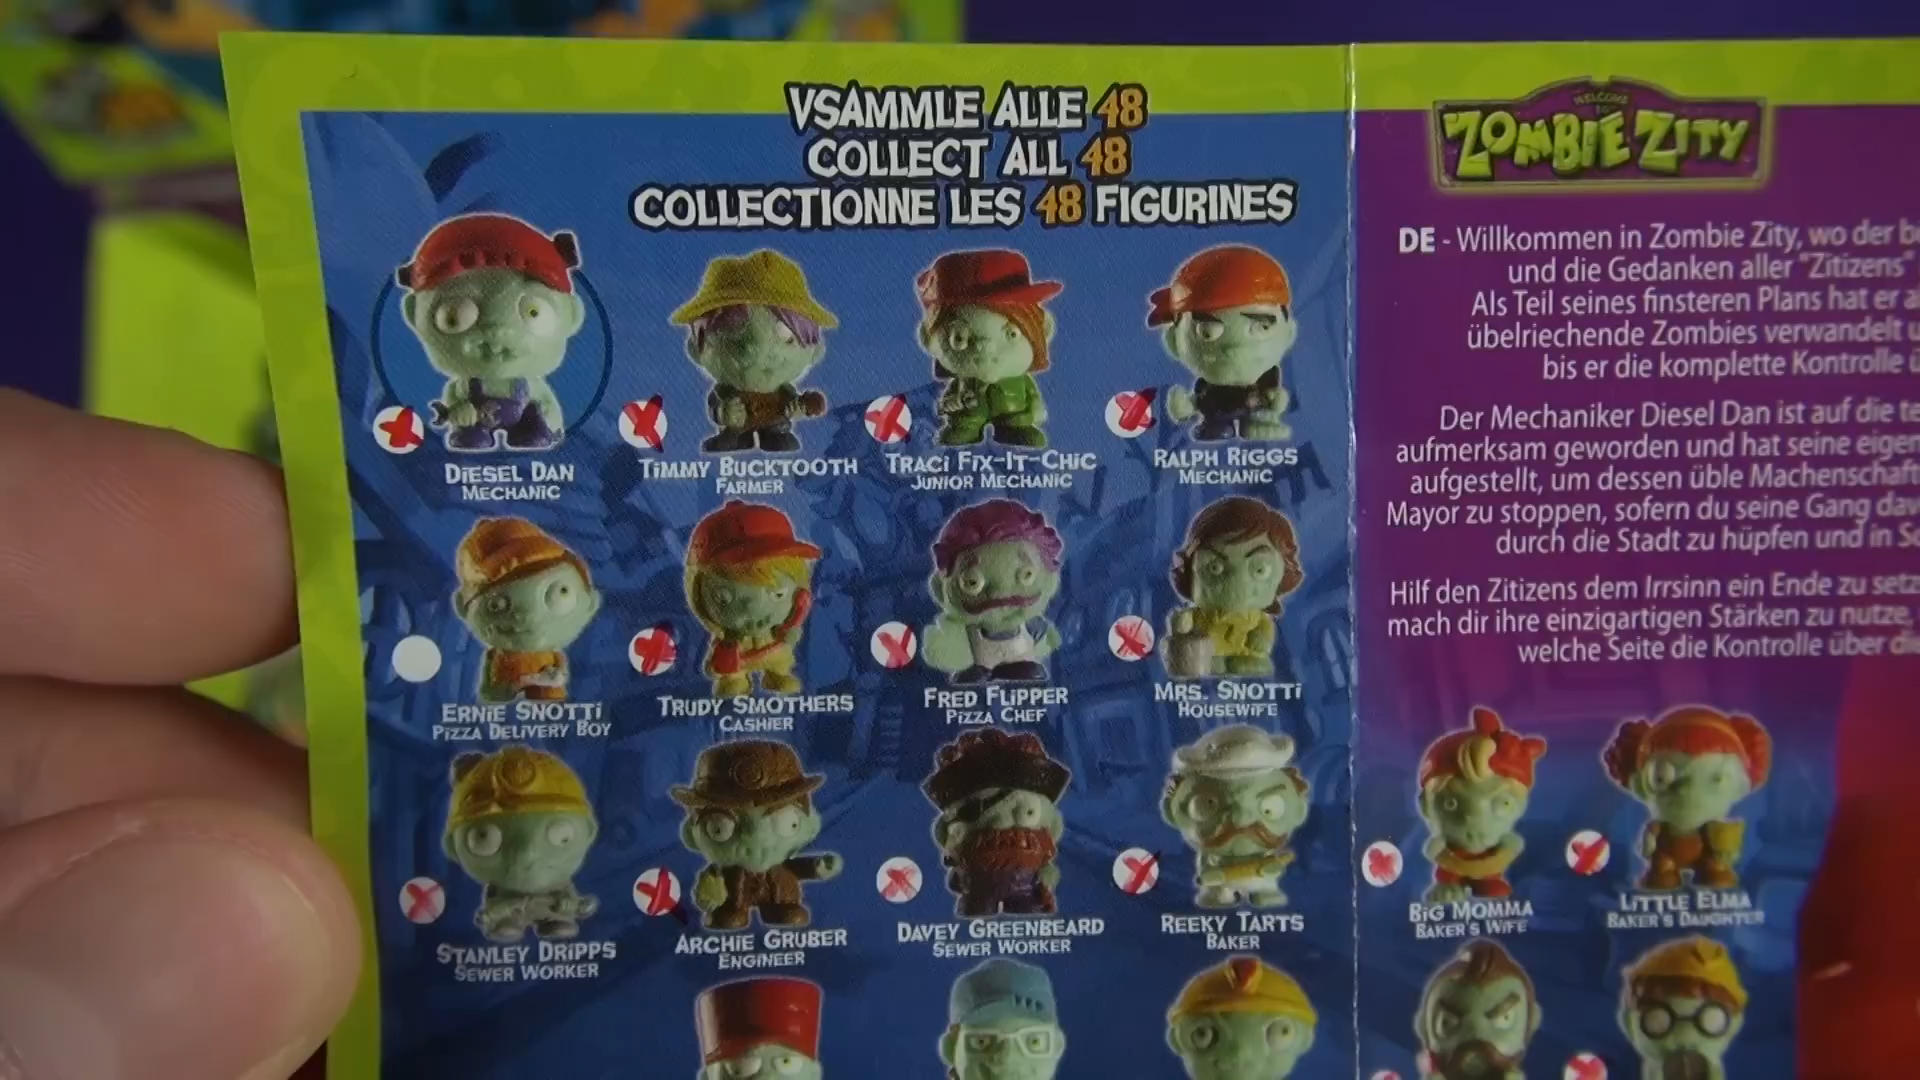 VSAMMLE ALLE 48
COLLECT ALL 48
COLLECTIONNE LES 48 FIGURINES
DIESEL DAN
MECHANIC
TIMMY BUCKTOOTH
FARMER
TRACI FIX-IT-CHIC
JUNIOR MECHANIC
RALPH RIGGS
MECHANIC
ERNIE SNOTTI
PIZZA DELIVERY BOY
TRUDY SMOTHERS
CASHIER
FRED FLIPPER
PIZZA CHEF
MRS. SNOTTI
HOUSEWIFE
STANLEY DRIPPS
SEWER WORKER
ARCHIE GRUBER
ENGINEER
DAVEY GREENBEARD
SEWER WORKER
REEKY TARTS
BAKER
WELCOME TO
ZOMBIE ZITY
DE - Willkommen in Zombie Zity, wo der
und die Gedanken aller "Zitizens"
Als Teil seines finsteren Plans hat er
übelriechende Zombies verwandelt
bis er die komplette Kontrolle
Der Mechaniker Diesel Dan ist auf die
aufmerksam geworden und hat seine
aufgestellt, um dessen üble
Mayor zu stoppen, sofern du seine Gang
durch die Stadt zu hüpfen und in
Hilf den Zitizens dem Irrsinn ein Ende zu
mach dir ihre einzigartigen Stärken zu nutze,
welche Seite die Kontrolle über
BIG MOMMA
BAKER'S WIFE
LITTLE ELMA
BAKER'S DAUGHTER